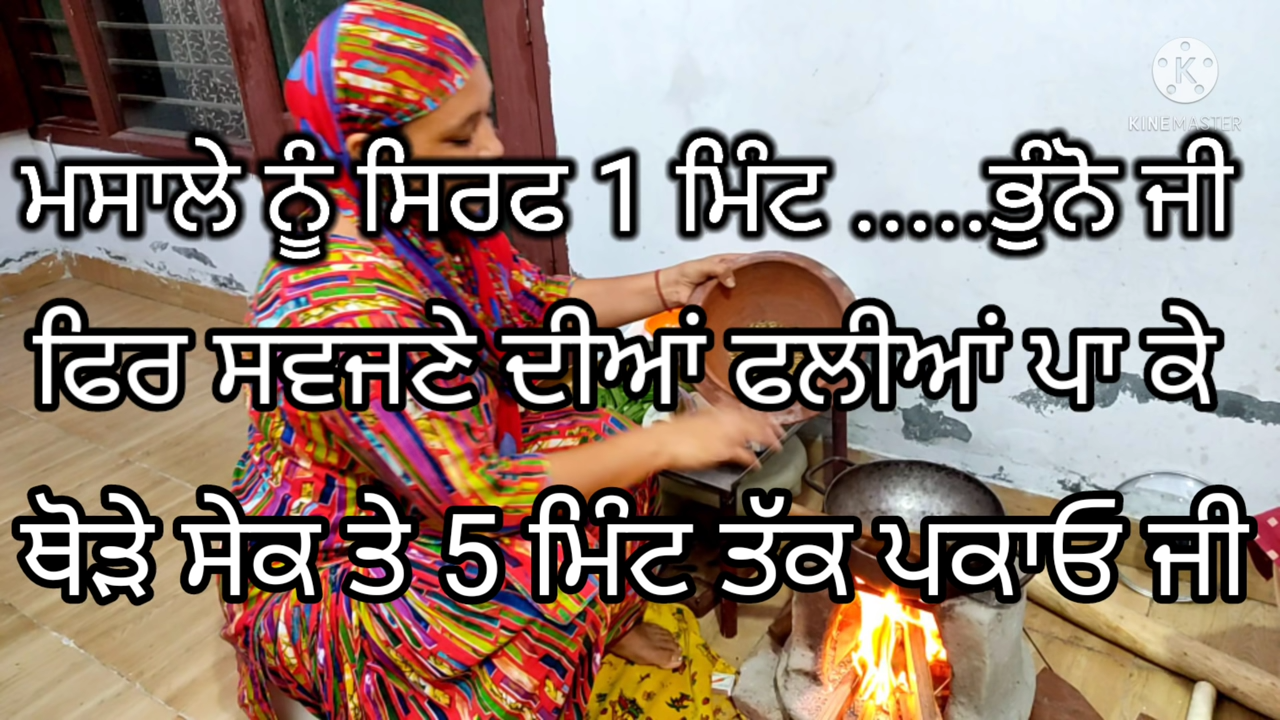 KINEMASTER
ਮਸਾਲੇ ਨੂੰ ਸਿਰਫ 1 ਮਿੰਟ .....ਭੁੰਨੋ ਜੀ
ਫਿਰ ਸਵਜਣੇ ਦੀਆਂ ਫਲੀਆਂ ਪਾ ਕੇ
ਥੋੜੇ ਸੇਕ ਤੇ 5 ਮਿੰਟ ਤੱਕ ਪਕਾਓ ਜੀ